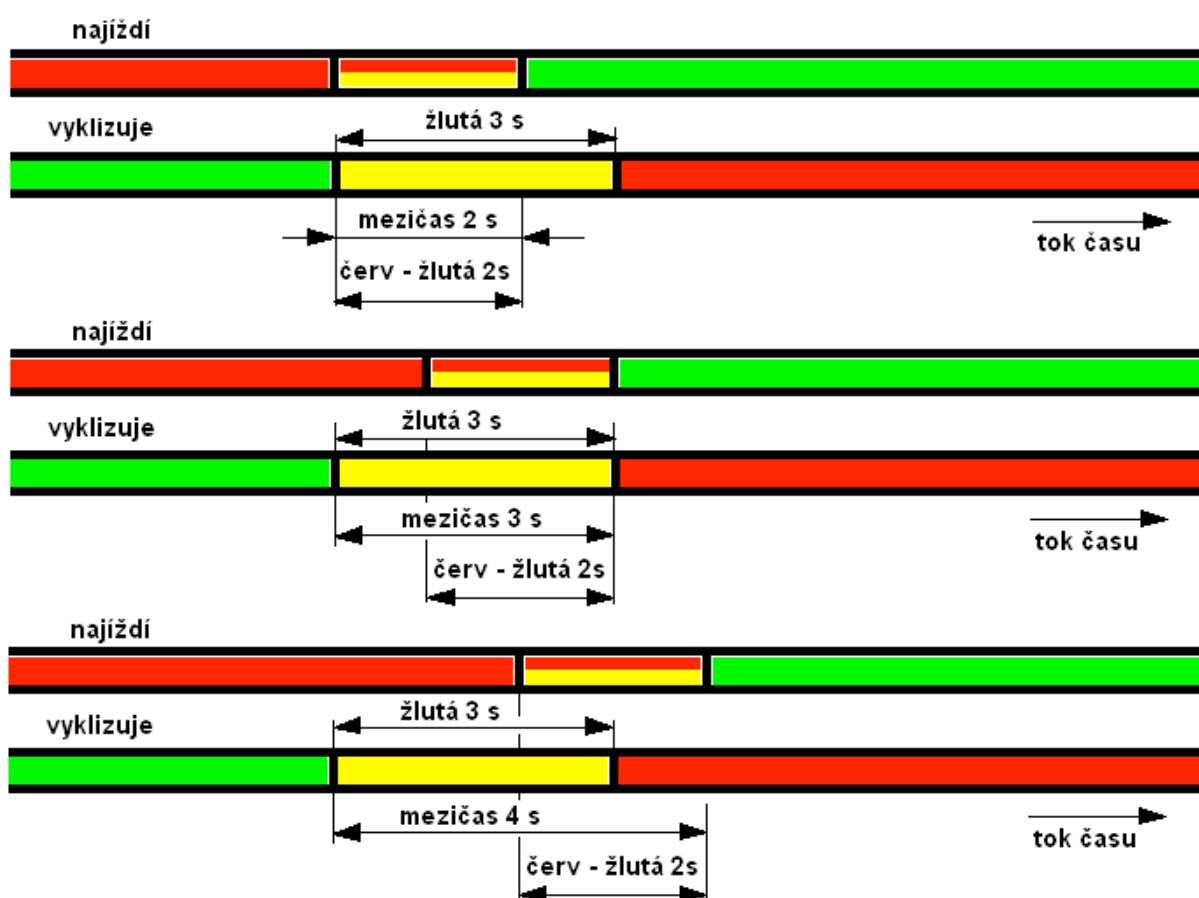 najíždí
vyklizuje
žlutá 3 s
mezičas 2 s
tok času
červ - žlutá 2s
najíždí
vyklizuje
žlutá 3 s
mezičas 3 s
tok času
červ - žlutá 2s
najíždí
vyklizuje
žlutá 3 s
mezičas 4 s
tok času
červ - žlutá 2s